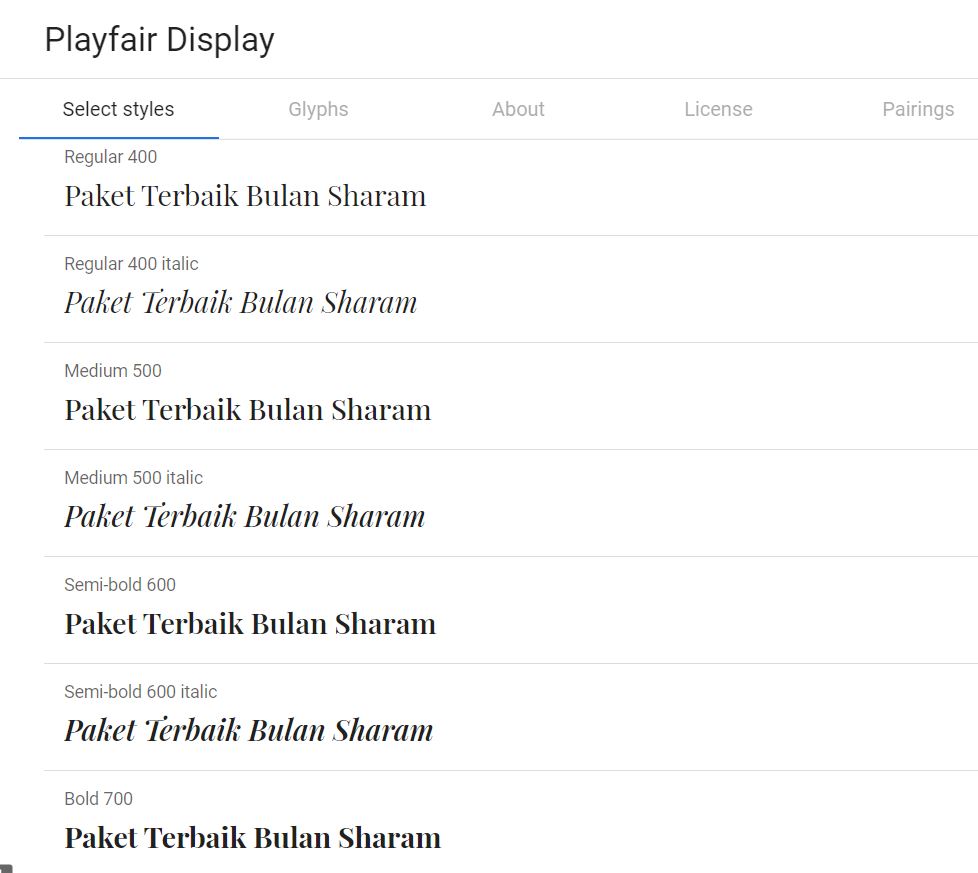 Playfair Display
Select styles Glyphs About License Pairings
Regular 400
Paket Terbaik Bulan Sharam
Regular 400 italic
Paket Terbaik Bulan Sharam
Medium 500
Paket Terbaik Bulan Sharam
Medium 500 italic
Paket Terbaik Bulan Sharam
Semi-bold 600
Paket Terbaik Bulan Sharam
Semi-bold 600 italic
Paket Terbaik Bulan Sharam
Bold 700
Paket Terbaik Bulan Sharam